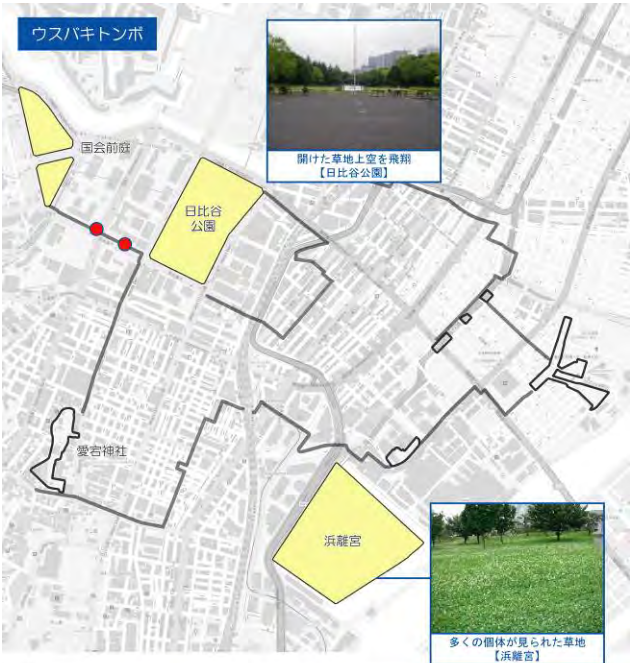 ウスバキトンボ
開けた草地上空を飛翔
【日比谷公園】
国会前庭
日比谷
公園
愛宕神社
浜離宮
多くの個体が見られた草地
【浜離宮】